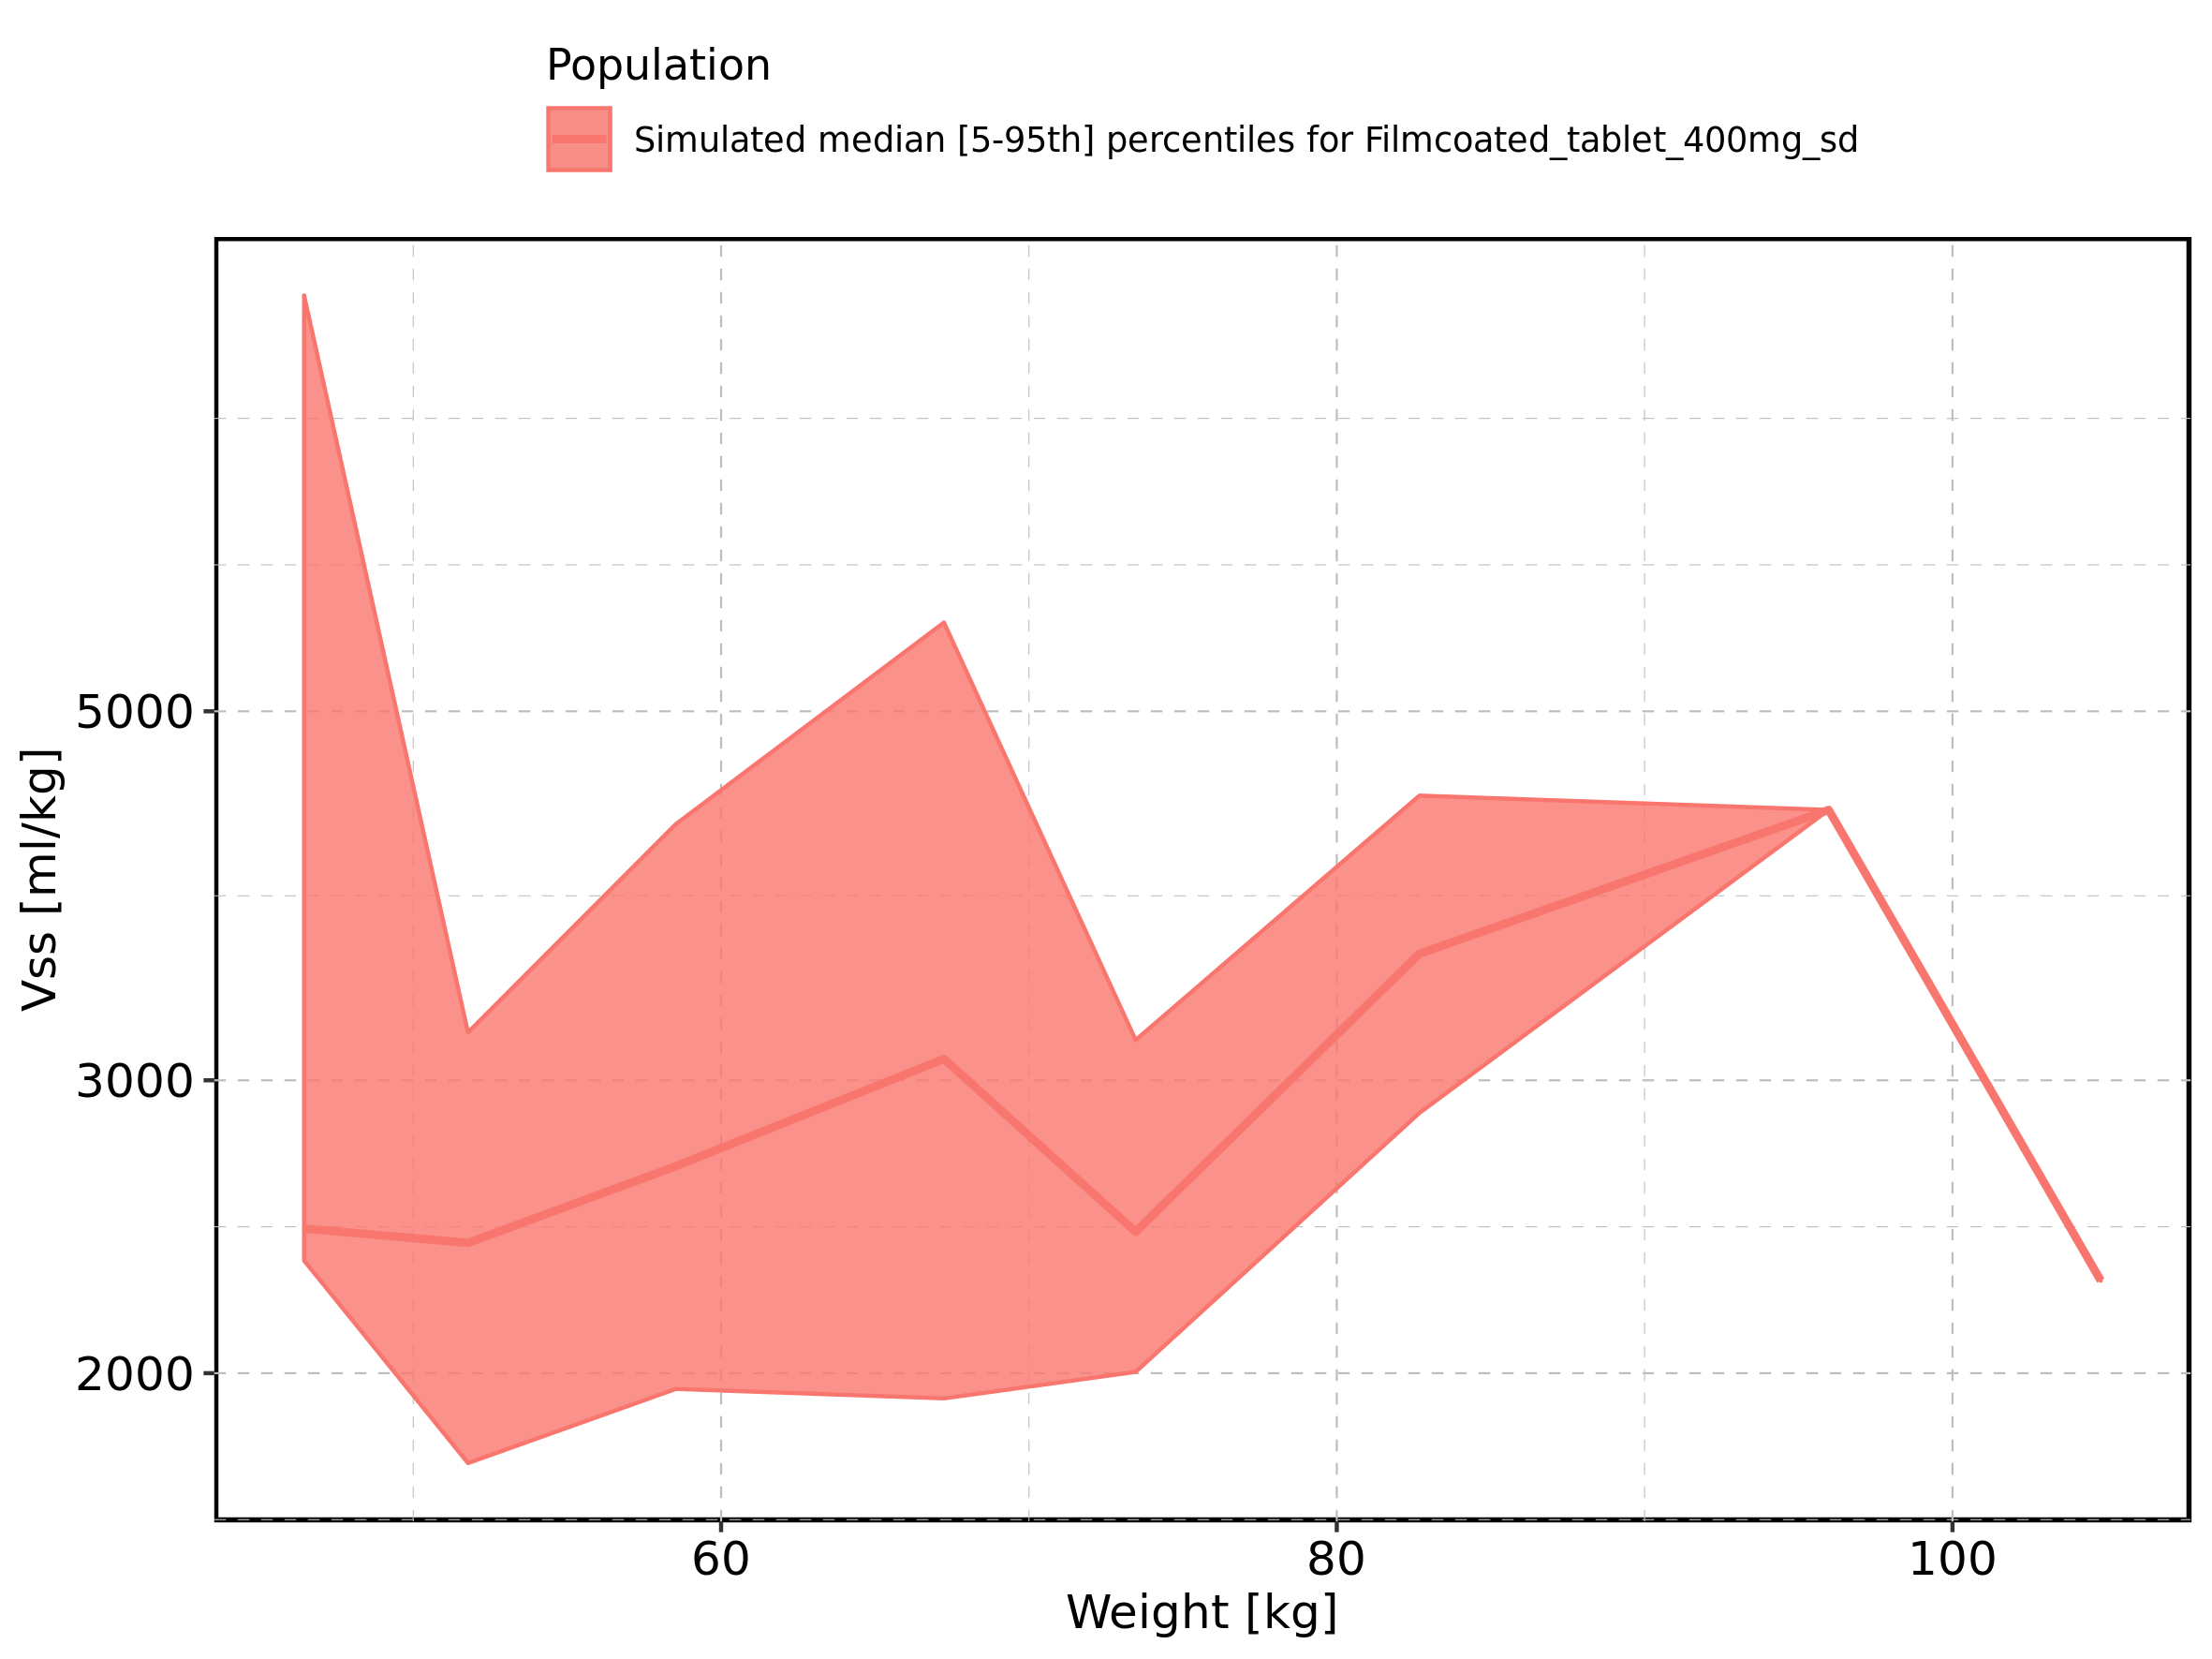 Population
Simulated median [5-95th] percentiles for Filmcoated_tablet_400mg_sd
Vss [ml/kg]
5000
3000
2000
60
80
100
Weight [kg]